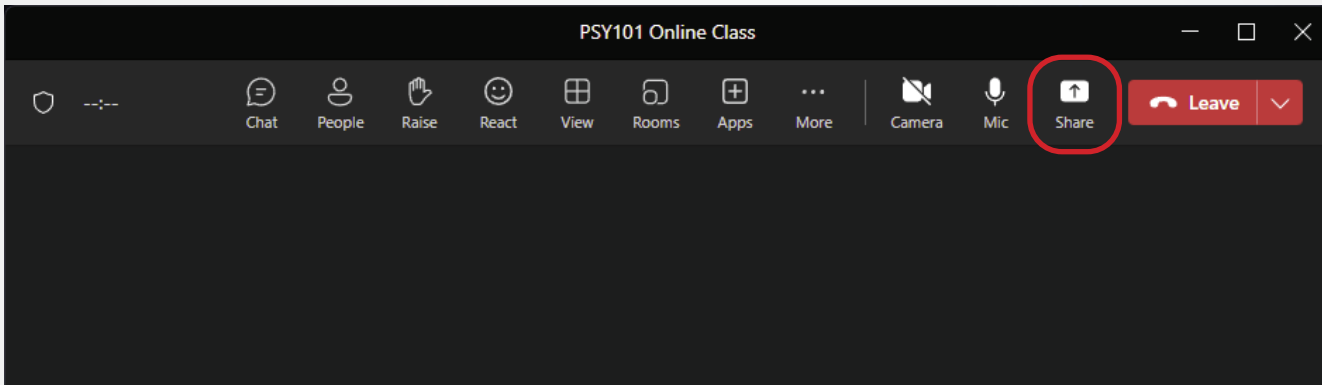 PSY101 Online Class
--:--
Chat People Raise React View Rooms Apps More Camera Mic Share Leave